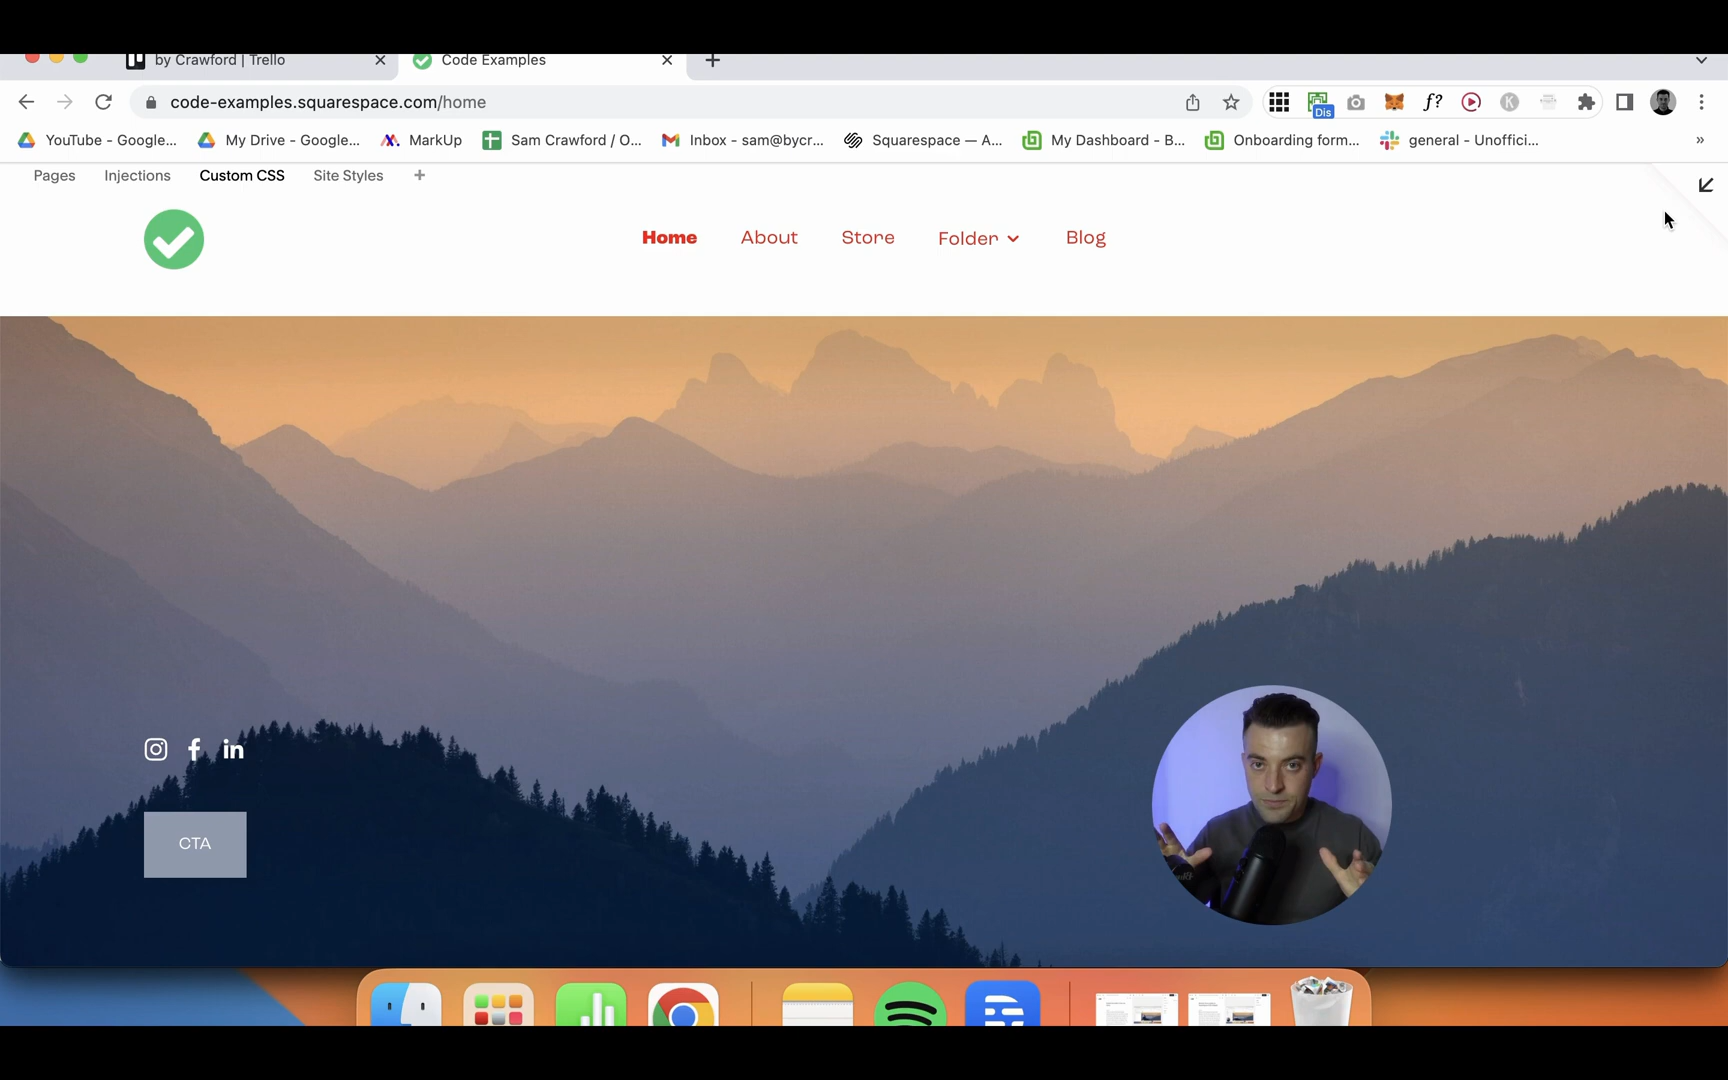 by Crawford | Trello
Code Examples
code-examples.squarespace.com/home
f?
K
Dis
YouTube - Google...
My Drive - Google...
MarkUp
Sam Crawford / O...
Inbox - sam@bycr...
Squarespace — A...
My Dashboard - B...
Onboarding form...
general - Unoffici...
»
Pages
Injections
Custom CSS
Site Styles
Home
About
Store
Folder
Blog
CTA